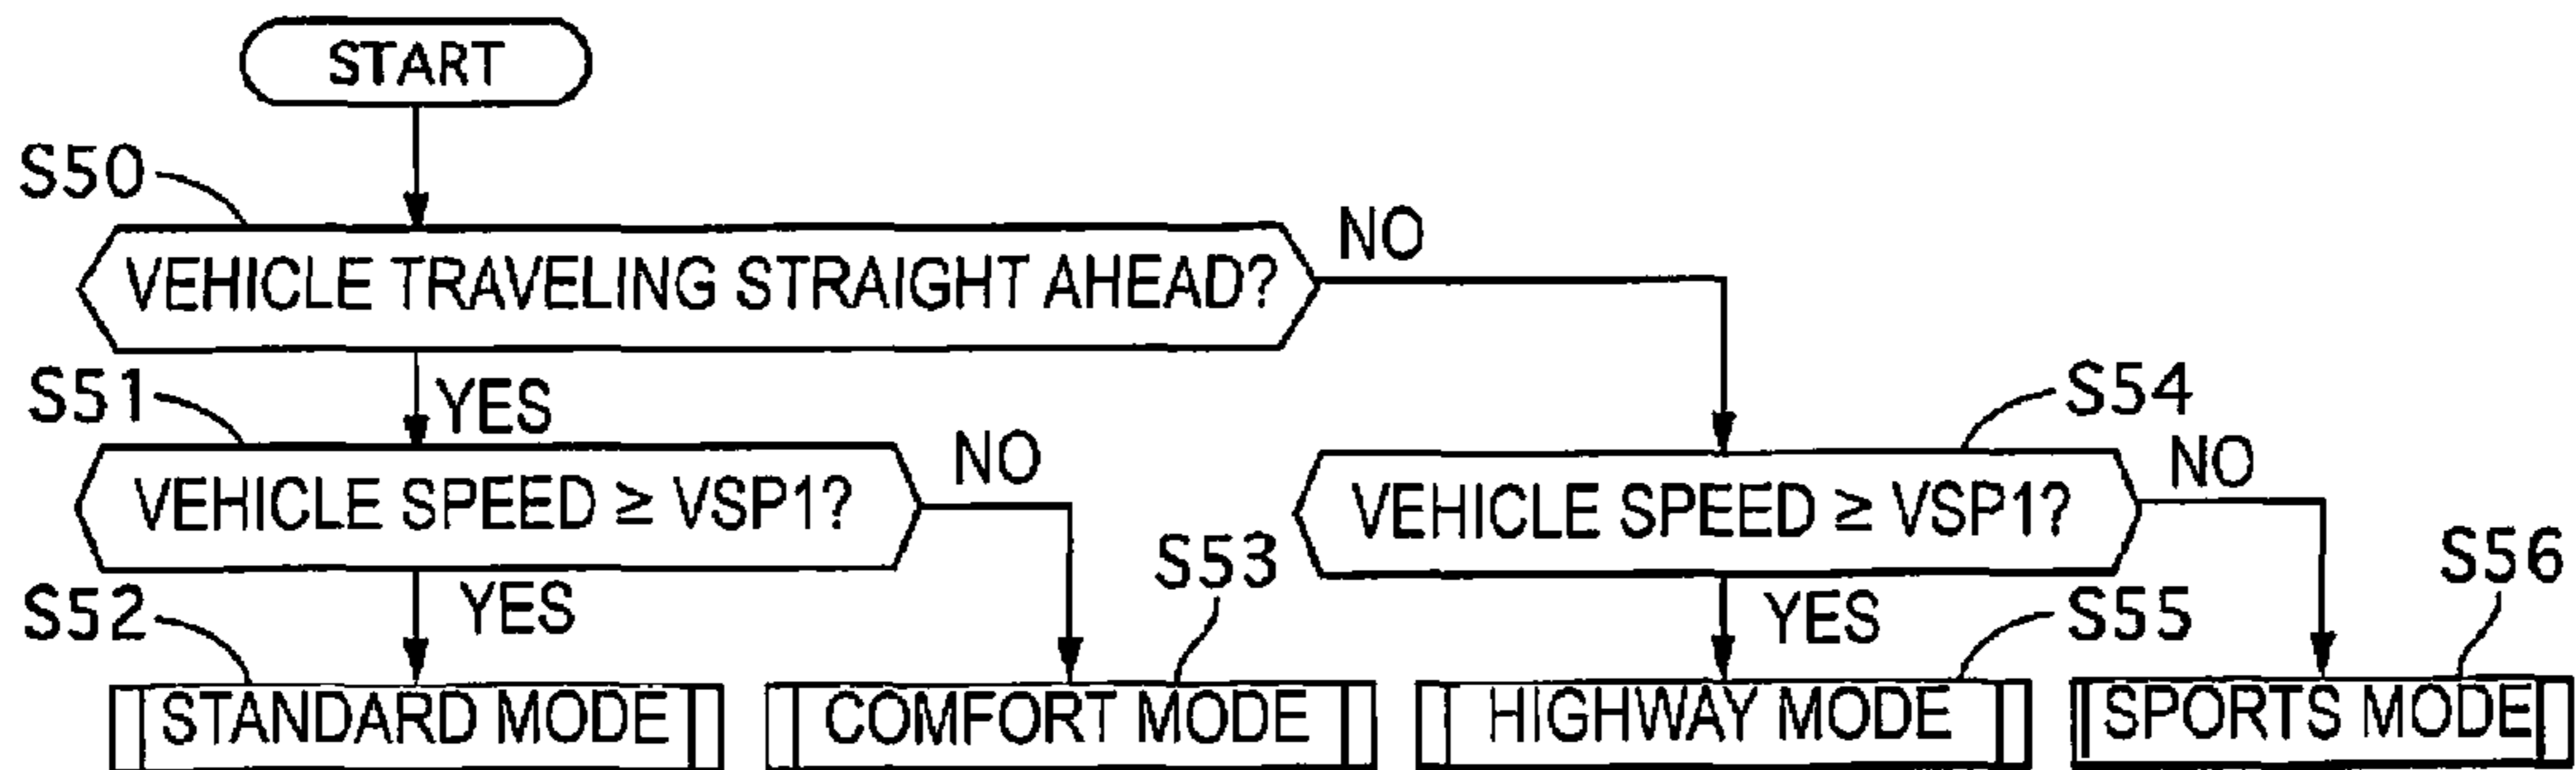 START
S50
VEHICLE TRAVELING STRAIGHT AHEAD?
NO
S51
YES
VEHICLE SPEED ≥ VSP1?
NO
S54
VEHICLE SPEED ≥ VSP1?
NO
S52
YES
STANDARD MODE
S53
COMFORT MODE
YES
S55
HIGHWAY MODE
S56
SPORTS MODE